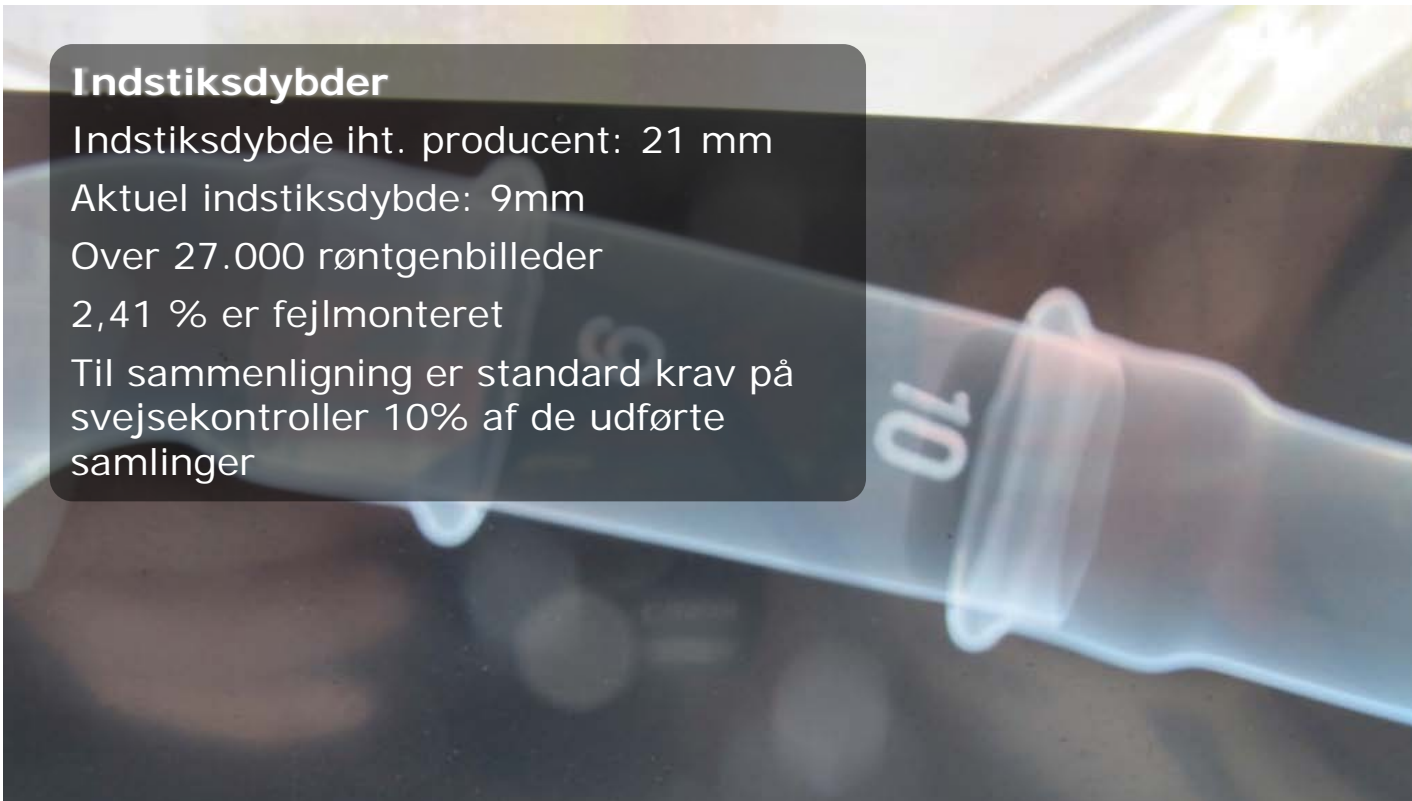 Indstiksdybder
Indstiksdybde iht. producent: 21 mm
Aktuel indstiksdybde: 9mm
Over 27.000 røntgenbilleder
2,41 % er fejlmonteret
Til sammenligning er standard krav på
svejsekontroller 10% af de udførte
samlinger
9
10